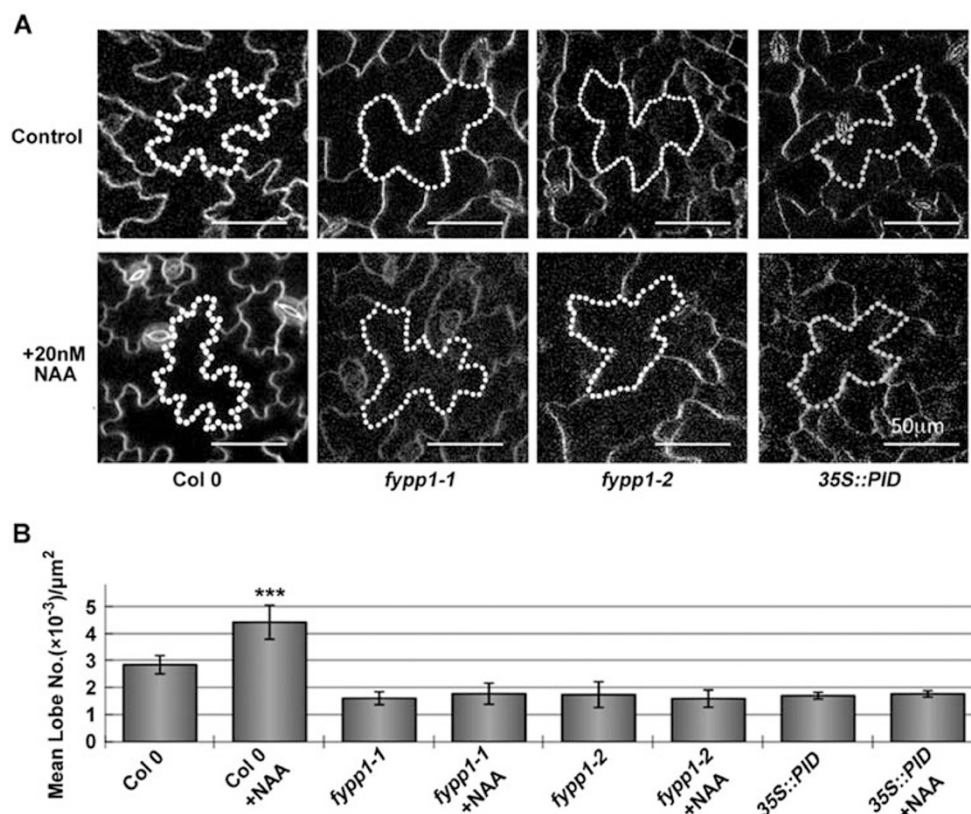 A
Control
+20nM
NAA
50µm
Col 0
fypp1-1
fypp1-2
35S::PID
B
Mean Lobe No.(×10⁻³)/µm²
5
4
3
2
1
0
***
Col 0
Col 0
+NAA
fypp1-1
fypp1-1
+NAA
fypp1-2
fypp1-2
+NAA
35S::PID
35S::PID
+NAA